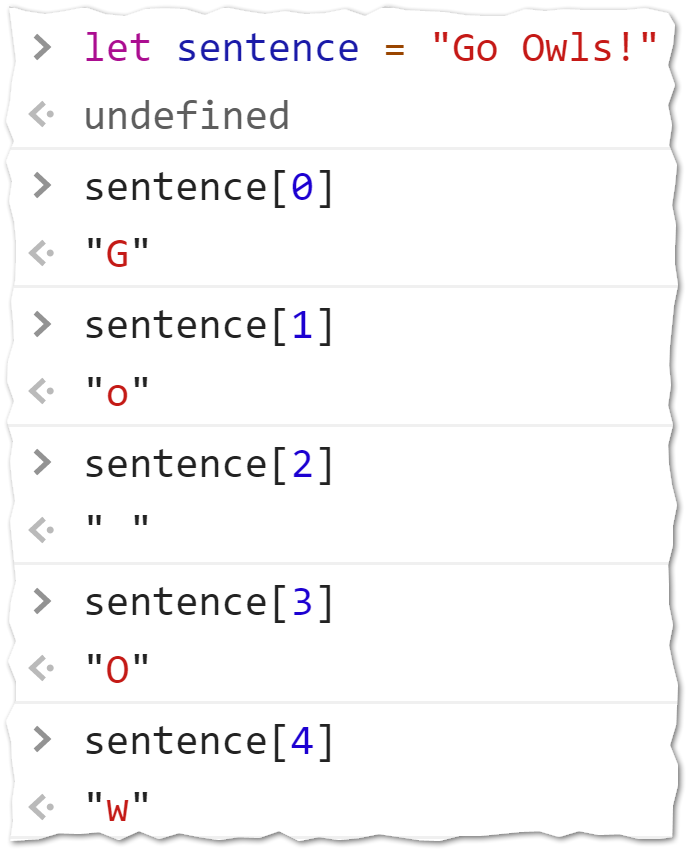 > let sentence = "Go Owls!"
< undefined
> sentence[0]
< "G"
> sentence[1]
< "o"
> sentence[2]
< " "
> sentence[3]
< "O"
> sentence[4]
< "w"